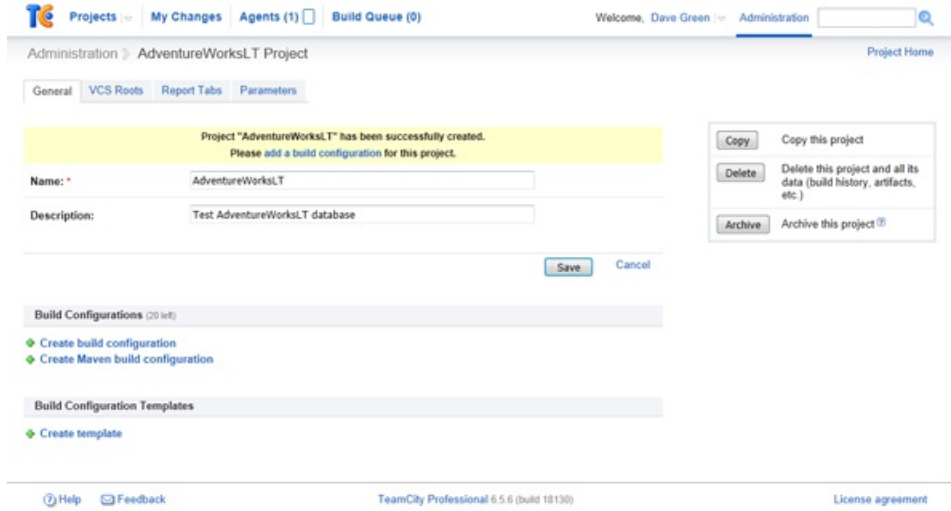 TC Projects My Changes Agents (1) Build Queue (0) Welcome, Dave Green Administration
Administration AdventureWorksLT Project Project Home
General VCS Roots Report Tabs Parameters
Project "AdventureWorksLT" has been successfully created.
Please add a build configuration for this project.
Name: * AdventureWorksLT
Description: Test AdventureWorksLT database
Save Cancel
Copy Copy this project
Delete Delete this project and all its
data (build history, artifacts,
etc.)
Archive Archive this project ?
Build Configurations (20 left)
Create build configuration
Create Maven build configuration
Build Configuration Templates
Create template
? Help Feedback TeamCity Professional 6.5.6 (build 18130) License agreement